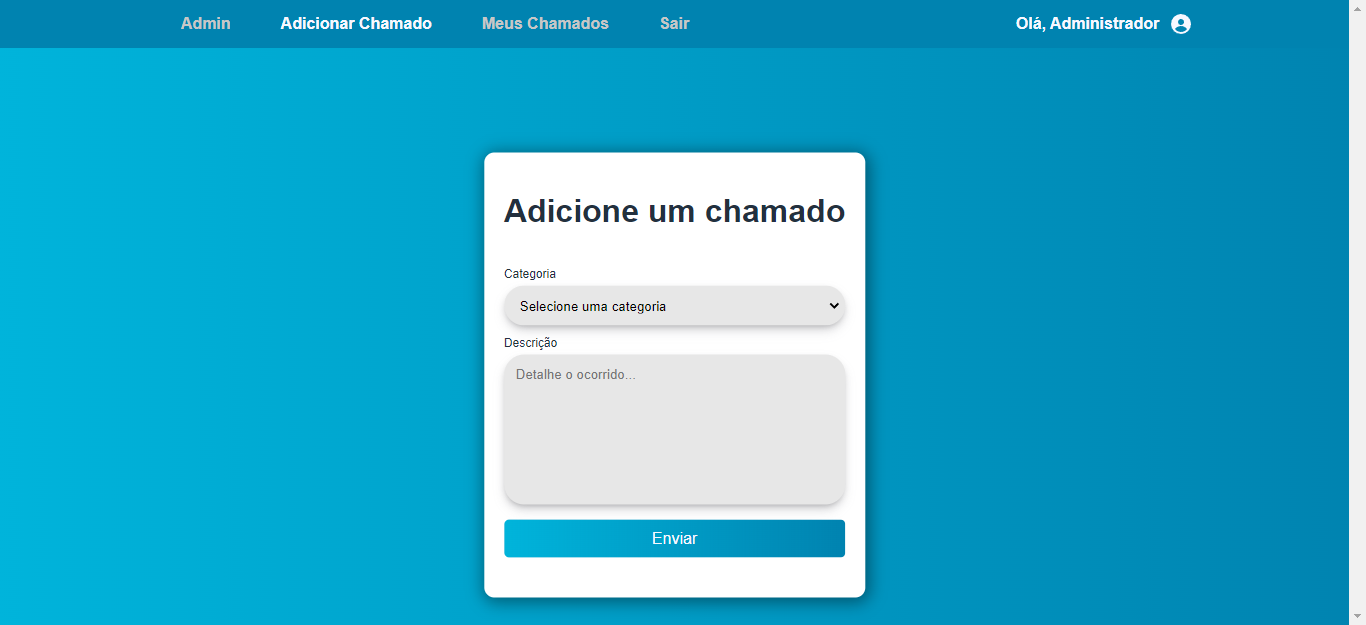 Admin Adicionar Chamado Meus Chamados Sair Olá, Administrador
Adicione um chamado
Categoria
Selecione uma categoria
Descrição
Detalhe o ocorrido...
Enviar